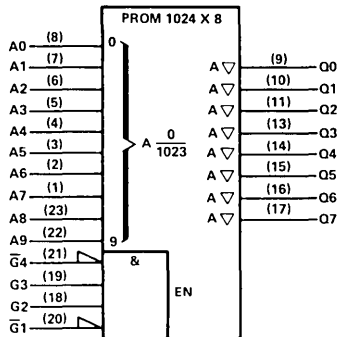 PROM 1024 X 8
A0 (8) 0
A1 (7)
A2 (6)
A3 (5)
A4 (4)
A5 (3)
A6 (2)
A7 (1)
A8 (23)
A9 (22) 9
A 0/1023
G̅4 (21) &
G3 (19)
G2 (18)
G̅1 (20)
EN
A ▽ (9) Q0
A ▽ (10) Q1
A ▽ (11) Q2
A ▽ (13) Q3
A ▽ (14) Q4
A ▽ (15) Q5
A ▽ (16) Q6
A ▽ (17) Q7